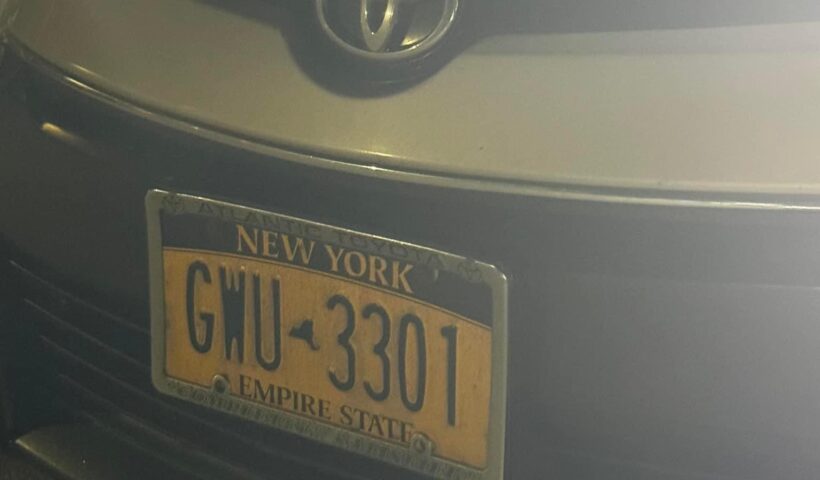 ATLANTIC TOYOTA
NEW YORK
GWU 3301
EMPIRE STATE